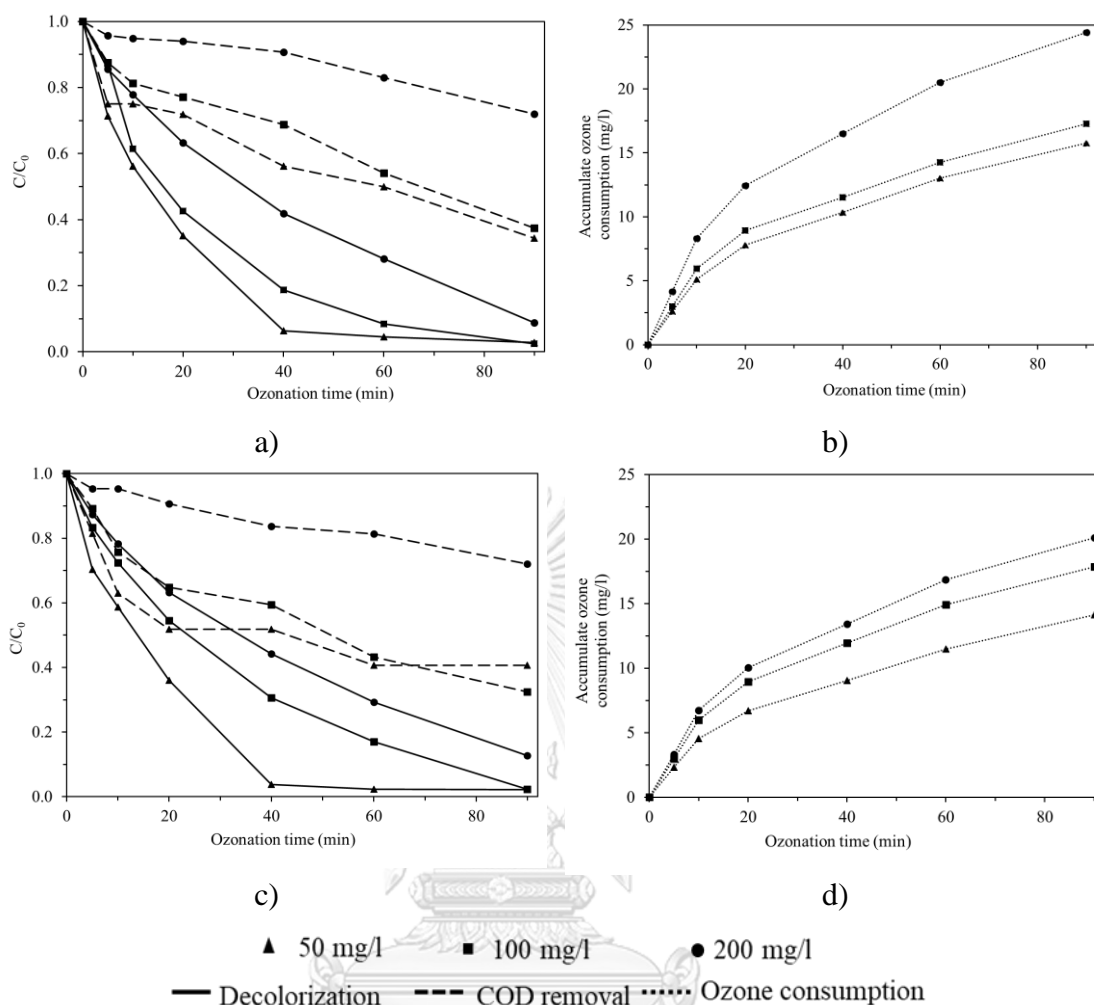 1.0
0.8
0.6
0.4
0.2
0.0
C/C0
0 20 40 60 80
Ozonation time (min)
a)
25
20
15
10
5
0
Accumulate ozone
consumption (mg/l)
0 20 40 60 80
Ozonation time (min)
b)
1.0
0.8
0.6
0.4
0.2
0.0
C/C0
0 20 40 60 80
Ozonation time (min)
c)
25
20
15
10
5
0
Accumulate ozone
consumption (mg/l)
0 20 40 60 80
Ozonation time (min)
d)
50 mg/l 100 mg/l 200 mg/l
Decolorization COD removal Ozone consumption